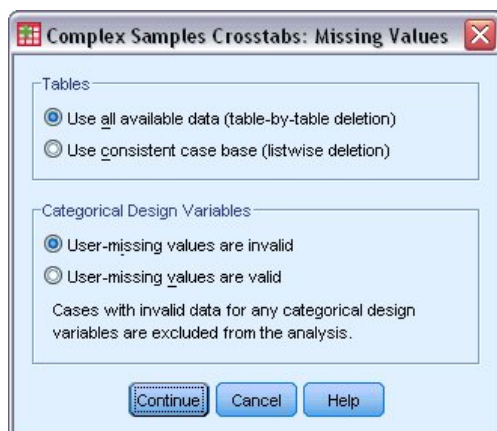 Complex Samples Crosstabs: Missing Values
Tables
Use all available data (table-by-table deletion)
Use consistent case base (listwise deletion)
Categorical Design Variables
User-missing values are invalid
User-missing values are valid
Cases with invalid data for any categorical design
variables are excluded from the analysis.
Continue Cancel Help